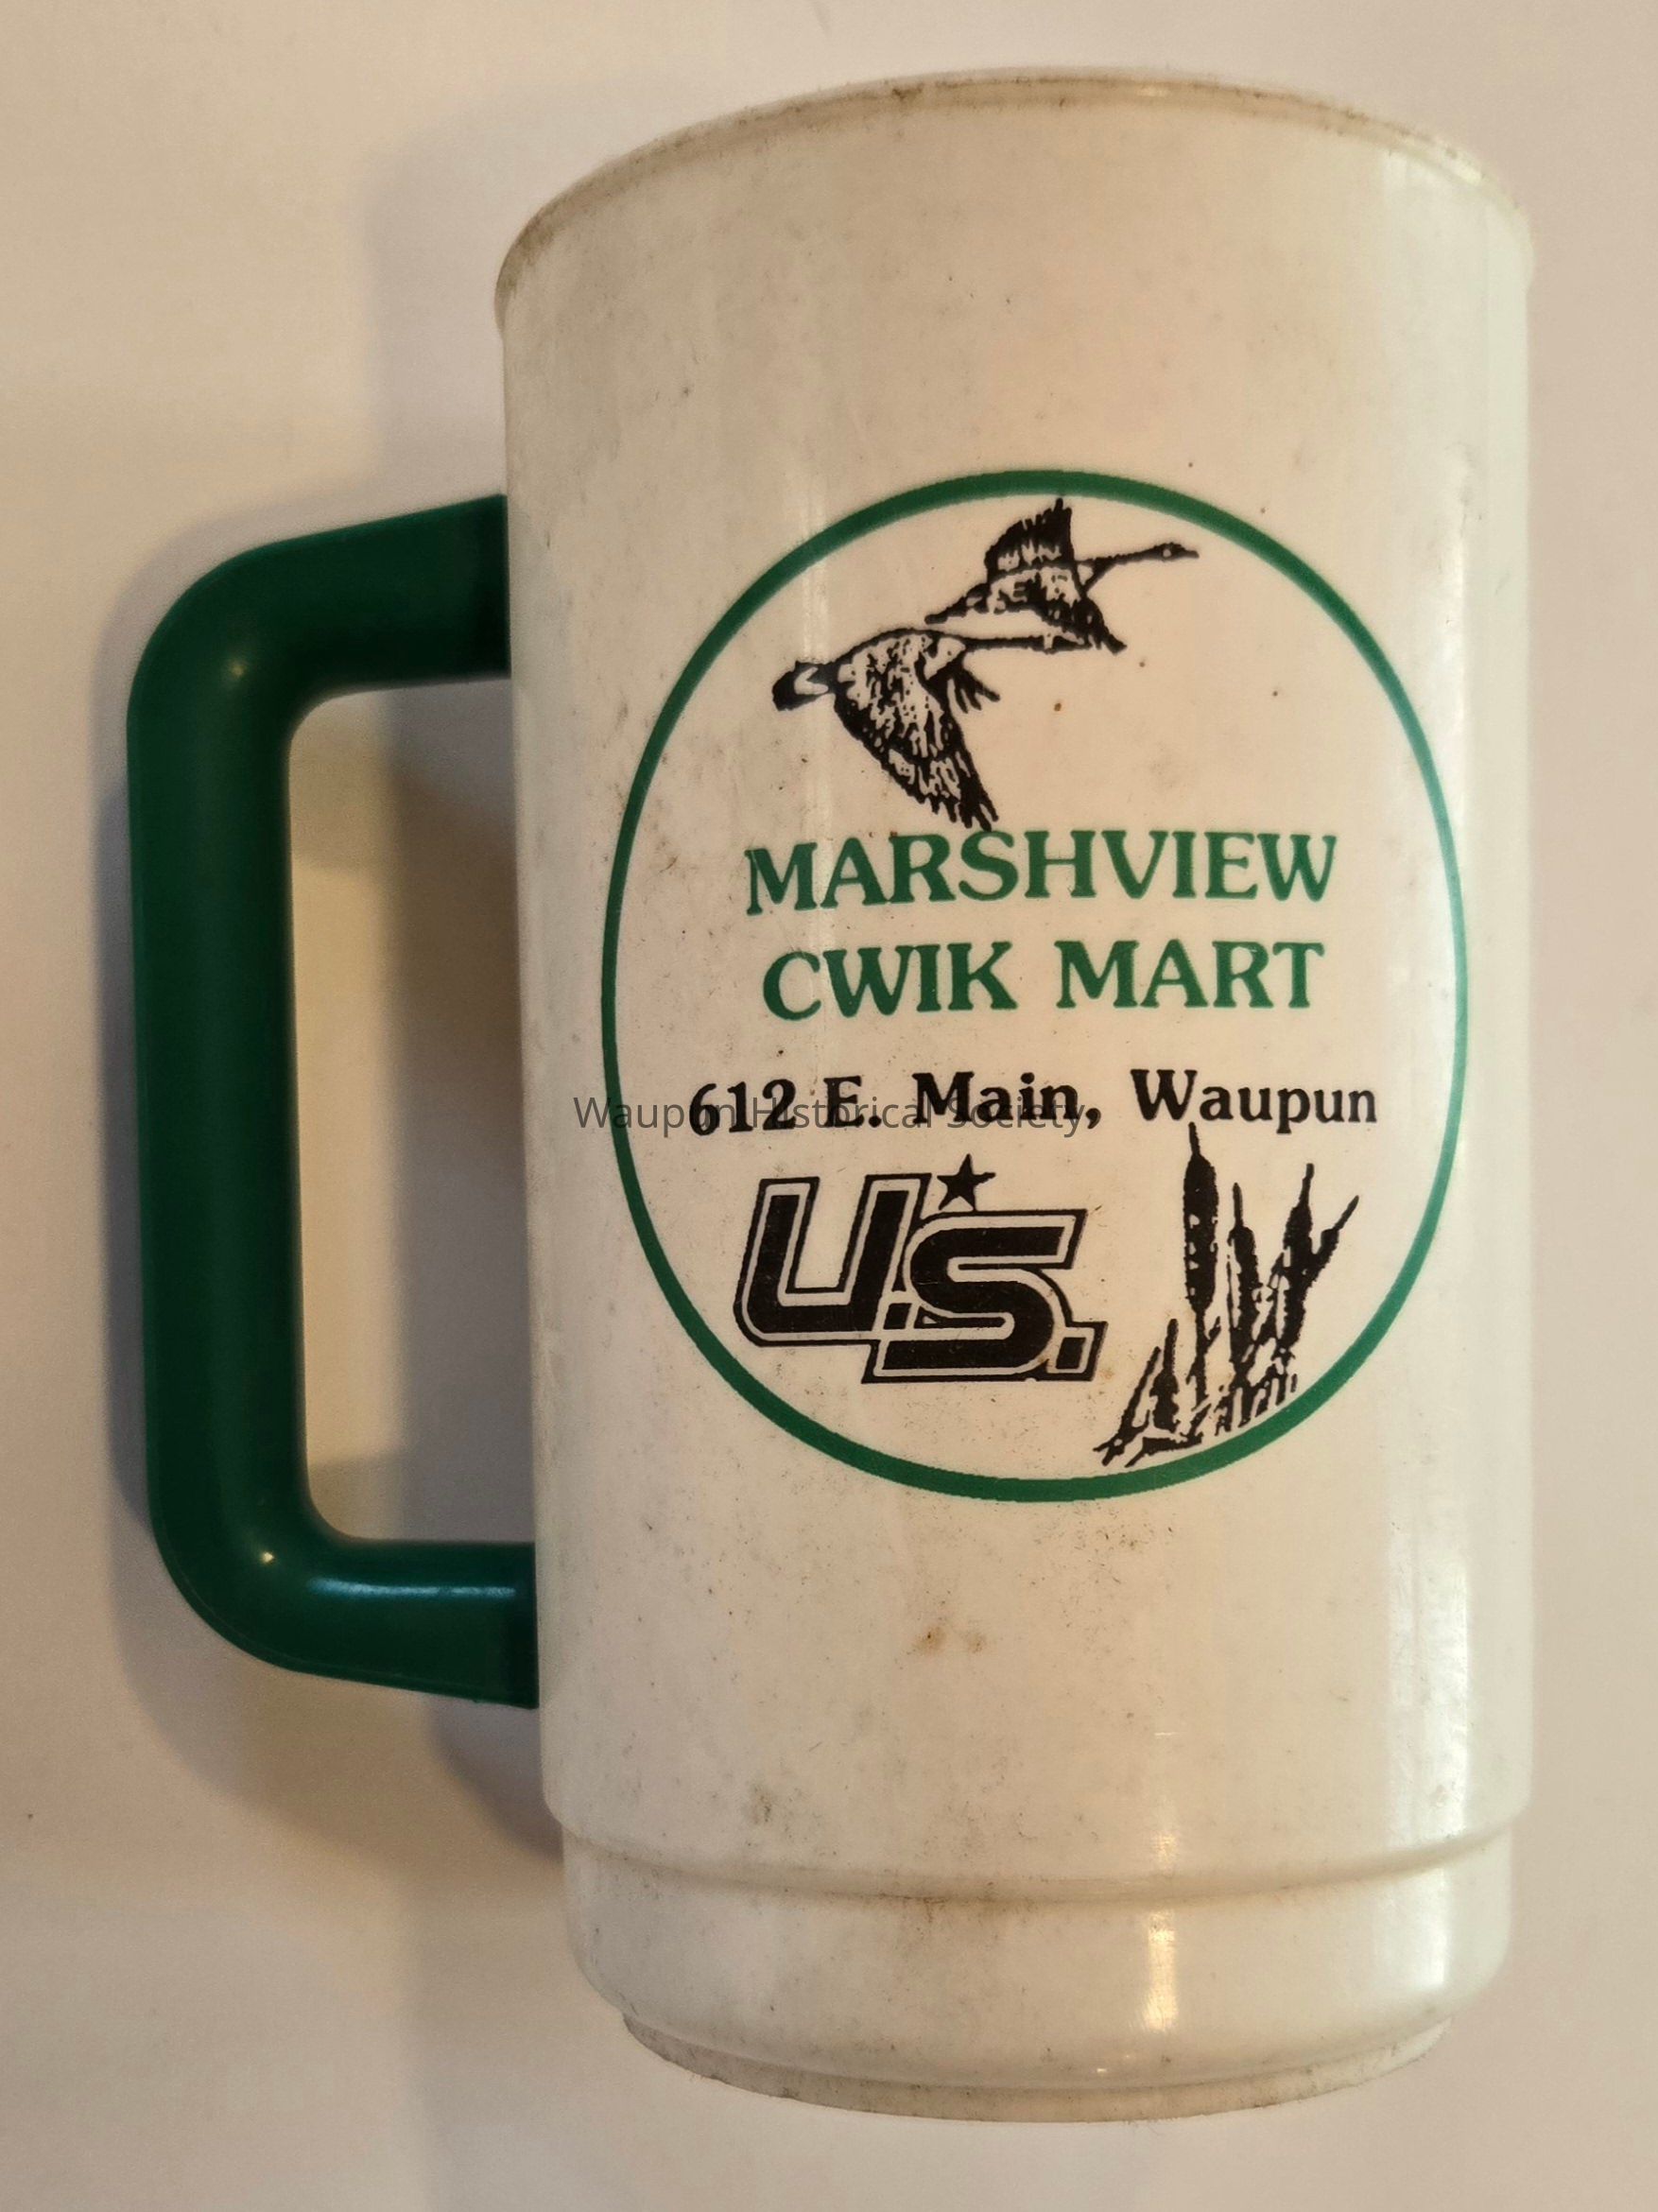 MARSHVIEW
CWIK MART
612 E. Main, Waupun
Waupun Historical Society
U.S.